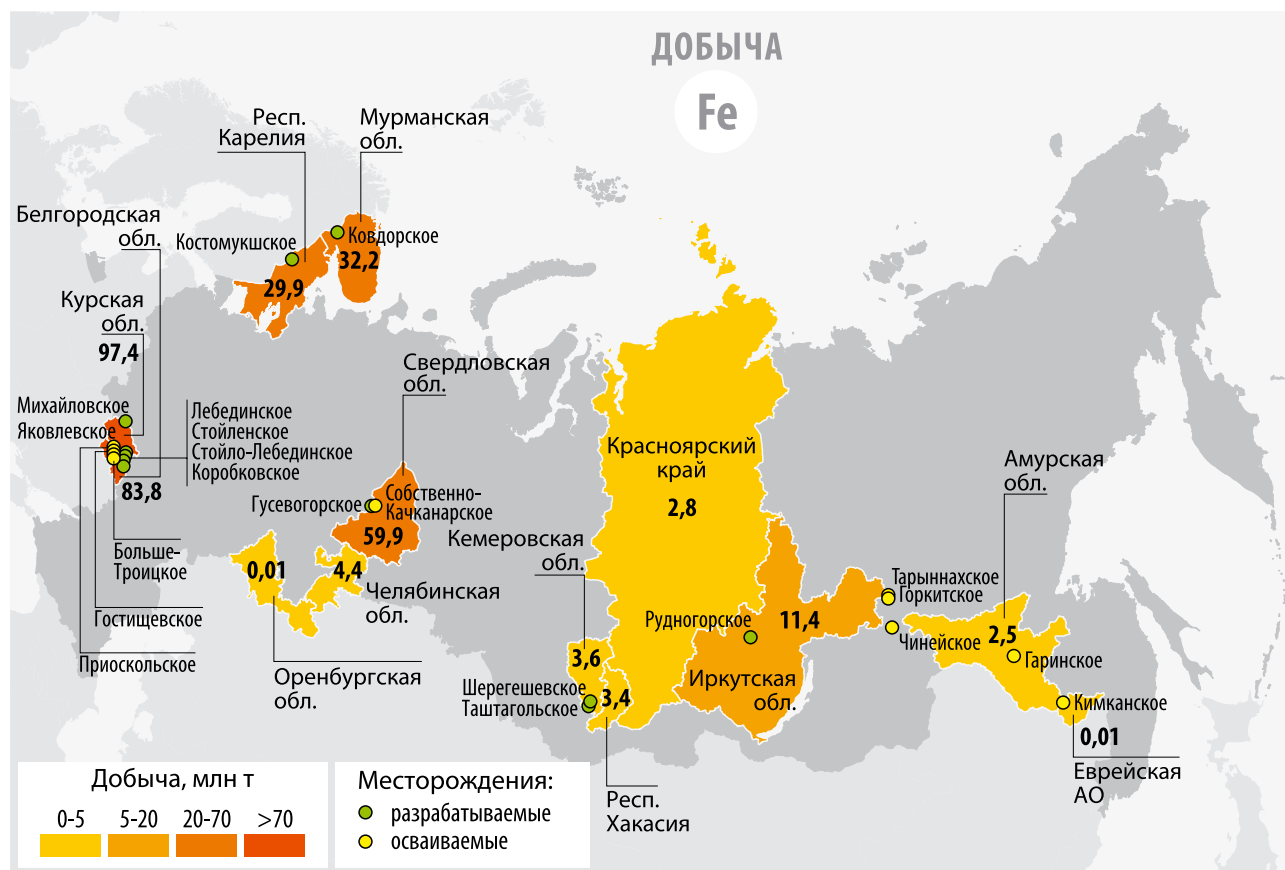 ДОБЫЧА
Fe
Респ.
Карелия
Мурманская
обл.
Белгородская
обл.
Костомукшское
Ковдорское
32,2
29,9
Курская
обл.
97,4
Свердловская
обл.
Михайловское
Яковлевское
Лебединское
Стойленское
Стойло-Лебединское
Коробковское
83,8
Гусевогорское
Собственно-
Качканарское
59,9
Красноярский
край
2,8
Амурская
обл.
Кемеровская
обл.
Больше-
Троицкое
0,01
4,4
Челябинская
обл.
Тарыннахское
Горкитское
Гостищевское
Рудногорское
11,4
Чинейское
2,5
Гаринское
Приоскольское
Оренбургская
обл.
3,6
Шерегешевское
Таштагольское
3,4
Иркутская
обл.
Кимканское
0,01
Еврейская
АО
Респ.
Хакасия
Добыча, млн т
0-5 5-20 20-70 >70
Месторождения:
разрабатываемые
осваиваемые